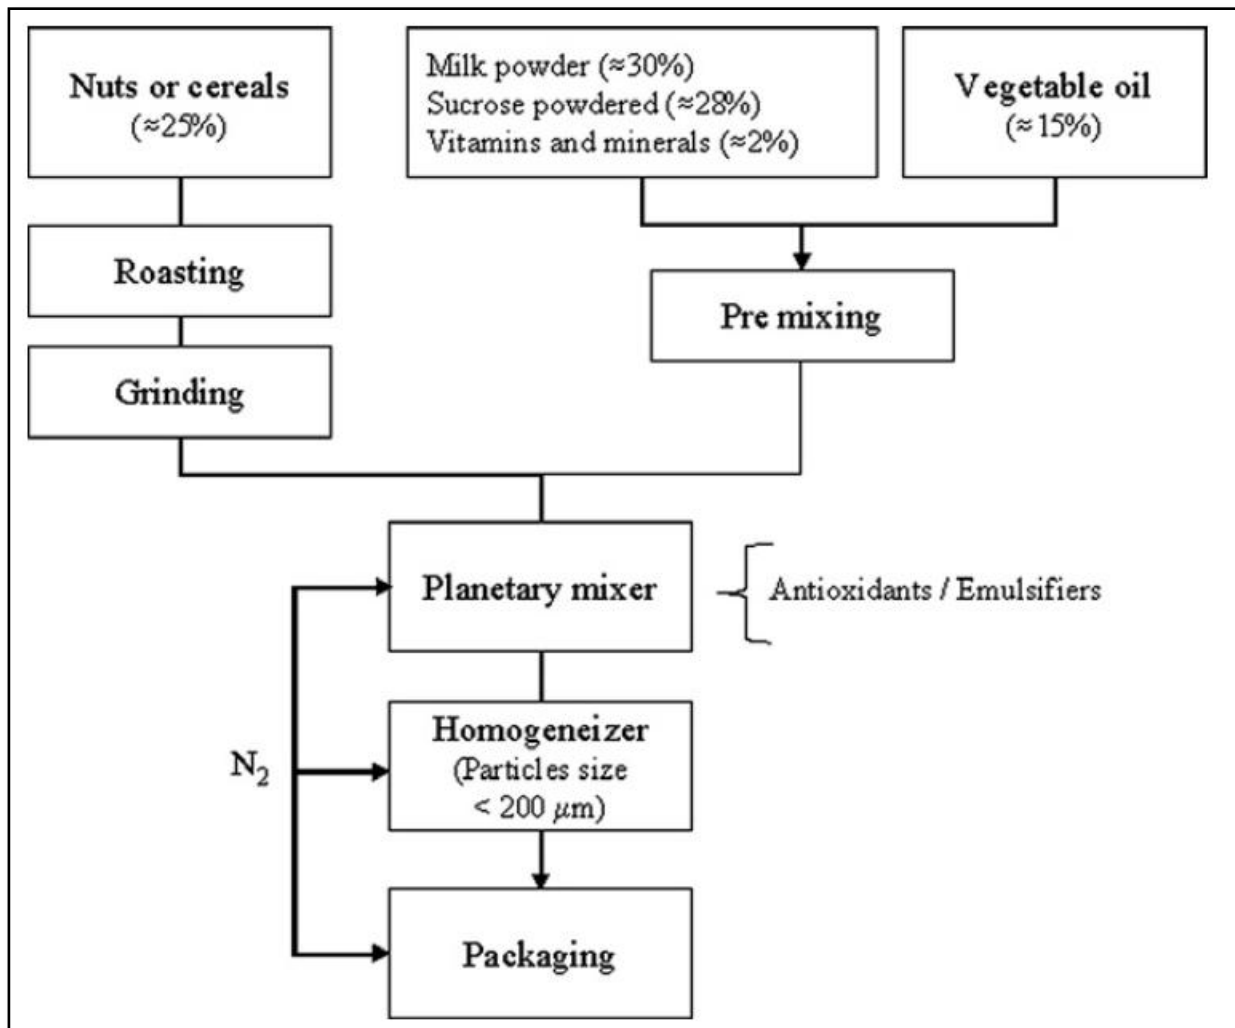 Nuts or cereals
(≈25%)
Milk powder (≈30%)
Sucrose powdered (≈28%)
Vitamins and minerals (≈2%)
Vegetable oil
(≈15%)
Roasting
Pre mixing
Grinding
Planetary mixer
Antioxidants / Emulsifiers
N₂
Homogeneizer
(Particles size
< 200 μm)
Packaging